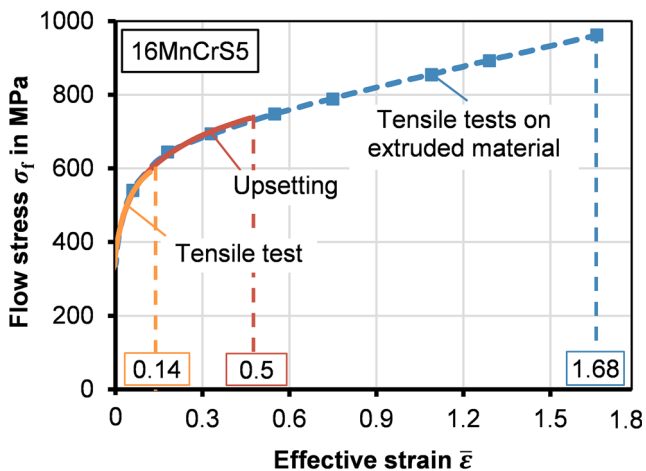 Flow stress σf in MPa
1000
800
600
400
200
0
16MnCrS5
Tensile tests on
extruded material
Upsetting
Tensile test
0.14
0.5
1.68
0
0.3
0.6
0.9
1.2
1.5
1.8
Effective strain ε̅